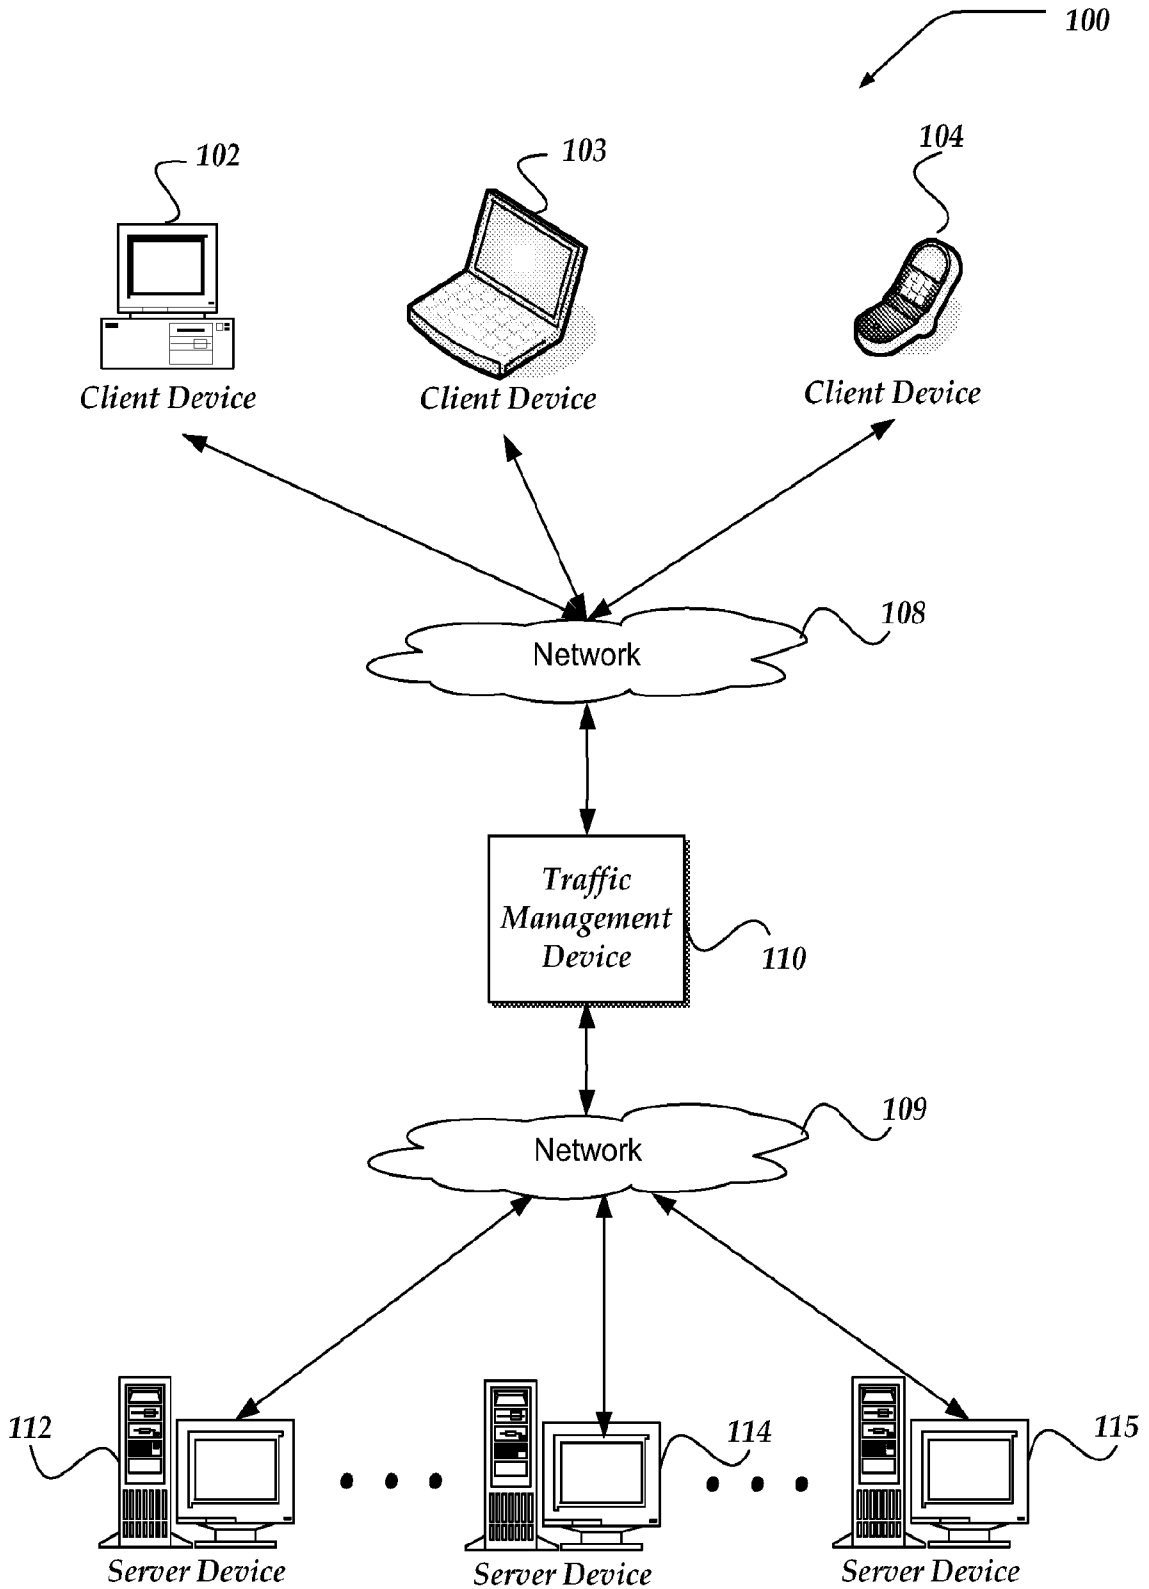 100
102
103
104
Client Device
Client Device
Client Device
108
Network
Traffic
Management
Device
110
109
Network
112
114
115
Server Device
Server Device
Server Device